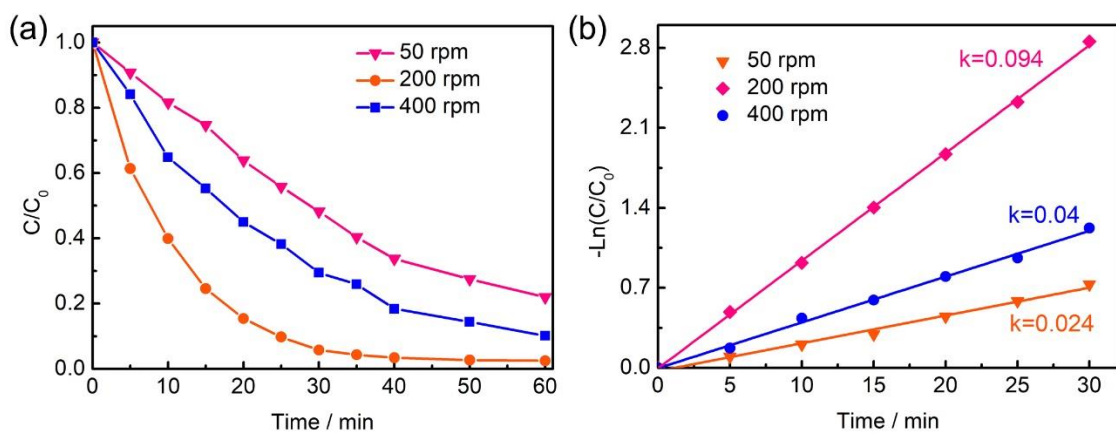 (a)
1.0
0.8
0.6
0.4
0.2
0.0
C/C₀
50 rpm
200 rpm
400 rpm
0 10 20 30 40 50 60
Time / min
(b)
2.8
2.1
1.4
0.7
0.0
-Ln(C/C₀)
50 rpm
200 rpm
400 rpm
k=0.094
k=0.04
k=0.024
0 5 10 15 20 25 30
Time / min